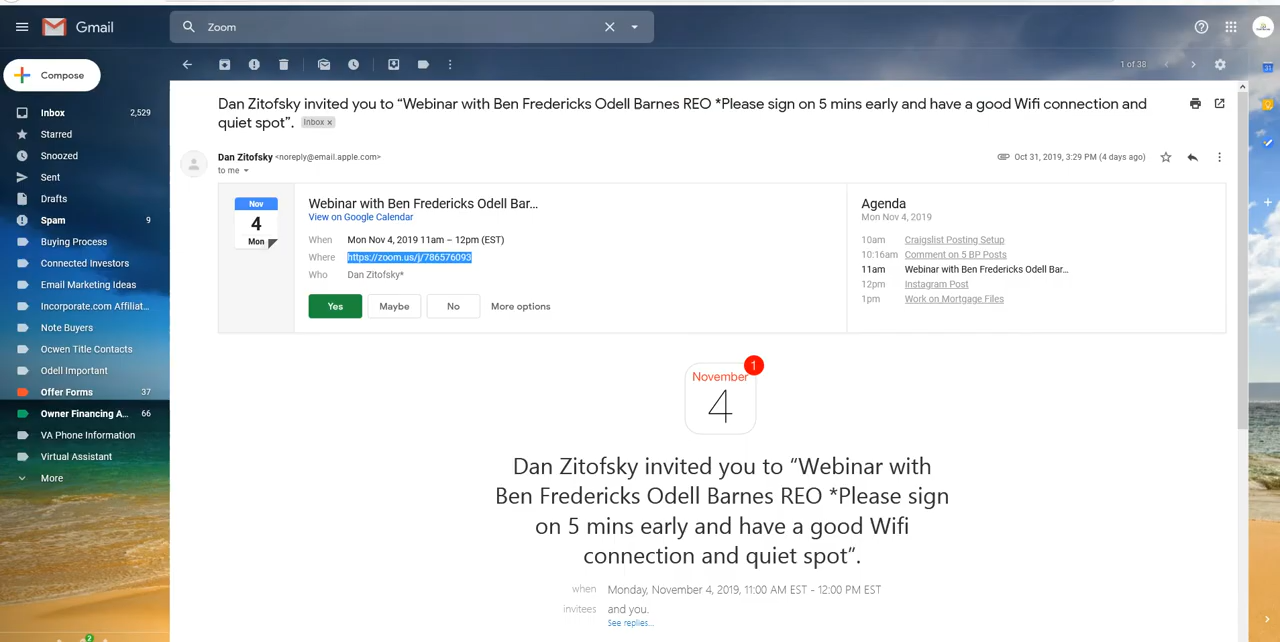 Gmail
Zoom
Compose
1 of 38
Inbox 2,529
Starred
Snoozed
Sent
Drafts
Spam 9
Buying Process
Connected Investors
Email Marketing Ideas
Incorporate.com Affiliat...
Note Buyers
Ocwen Title Contacts
Odell Important
Offer Forms 37
Owner Financing A... 66
VA Phone Information
Virtual Assistant
More
2
Dan Zitofsky invited you to “Webinar with Ben Fredericks Odell Barnes REO *Please sign on 5 mins early and have a good Wifi connection and
quiet spot”. Inbox x
Dan Zitofsky <noreply@email.apple.com>
to me
Oct 31, 2019, 3:29 PM (4 days ago)
Nov
4
Mon
Webinar with Ben Fredericks Odell Bar...
View on Google Calendar
When Mon Nov 4, 2019 11am – 12pm (EST)
Where https://zoom.us/j/786576093
Who Dan Zitofsky*
Yes Maybe No More options
Agenda
Mon Nov 4, 2019
10am Craigslist Posting Setup
10:16am Comment on 5 BP Posts
11am Webinar with Ben Fredericks Odell Bar...
12pm Instagram Post
1pm Work on Mortgage Files
1
November
4
Dan Zitofsky invited you to “Webinar with
Ben Fredericks Odell Barnes REO *Please sign
on 5 mins early and have a good Wifi
connection and quiet spot”.
when Monday, November 4, 2019, 11:00 AM EST - 12:00 PM EST
invitees and you.
See replies...
31